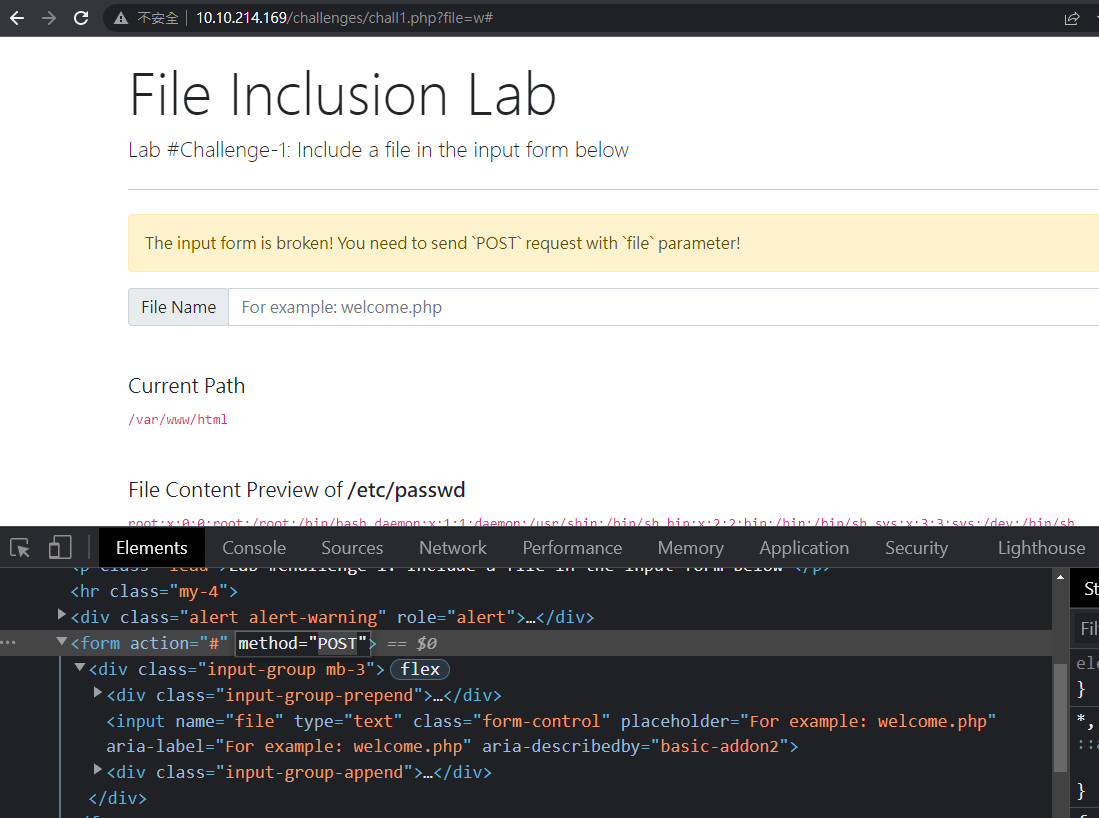 不安全 10.10.214.169/challenges/chall1.php?file=w#
File Inclusion Lab
Lab #Challenge-1: Include a file in the input form below
The input form is broken! You need to send `POST` request with `file` parameter!
File Name For example: welcome.php
Current Path
/var/www/html
File Content Preview of /etc/passwd
root:x:0:0:root:/root:/bin/bash daemon:x:1:1:daemon:/usr/sbin:/bin/sh bin:x:2:2:bin:/bin:/bin/sh sys:x:3:3:sys:/dev:/bin/sh
Elements Console Sources Network Performance Memory Application Security Lighthouse
<p class="lead">Lab #Challenge-1: Include a file in the input form below </p>
<hr class="my-4"> St
<div class="alert alert-warning" role="alert">…</div>
<form action="#" method="POST"> == $0 Fil
<div class="input-group mb-3"> flex ele
<div class="input-group-prepend">…</div> }
<input name="file" type="text" class="form-control" placeholder="For example: welcome.php" *,
aria-label="For example: welcome.php" aria-describedby="basic-addon2">
<div class="input-group-append">…</div>
</div> }